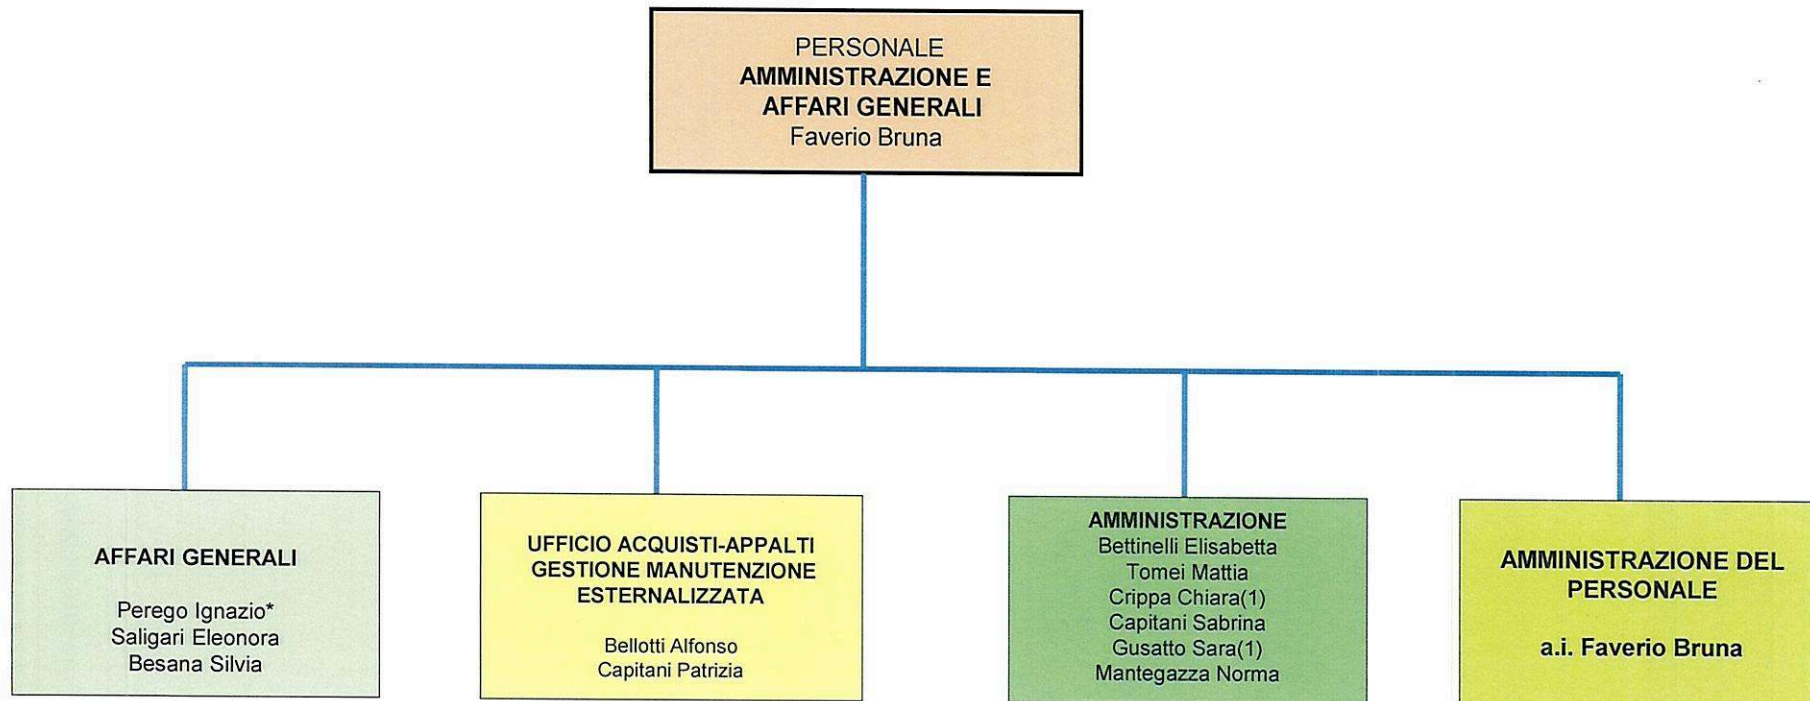 PERSONALE
AMMINISTRAZIONE E
AFFARI GENERALI
Faverio Bruna
AFFARI GENERALI
Perego Ignazio*
Saligari Eleonora
Besana Silvia
UFFICIO ACQUISTI-APPALTI
GESTIONE MANUTENZIONE
ESTERNALIZZATA
Bellotti Alfonso
Capitani Patrizia
AMMINISTRAZIONE
Bettinelli Elisabetta
Tomei Mattia
Crippa Chiara(1)
Capitani Sabrina
Gusatto Sara(1)
Mantegazza Norma
AMMINISTRAZIONE DEL
PERSONALE
a.i. Faverio Bruna